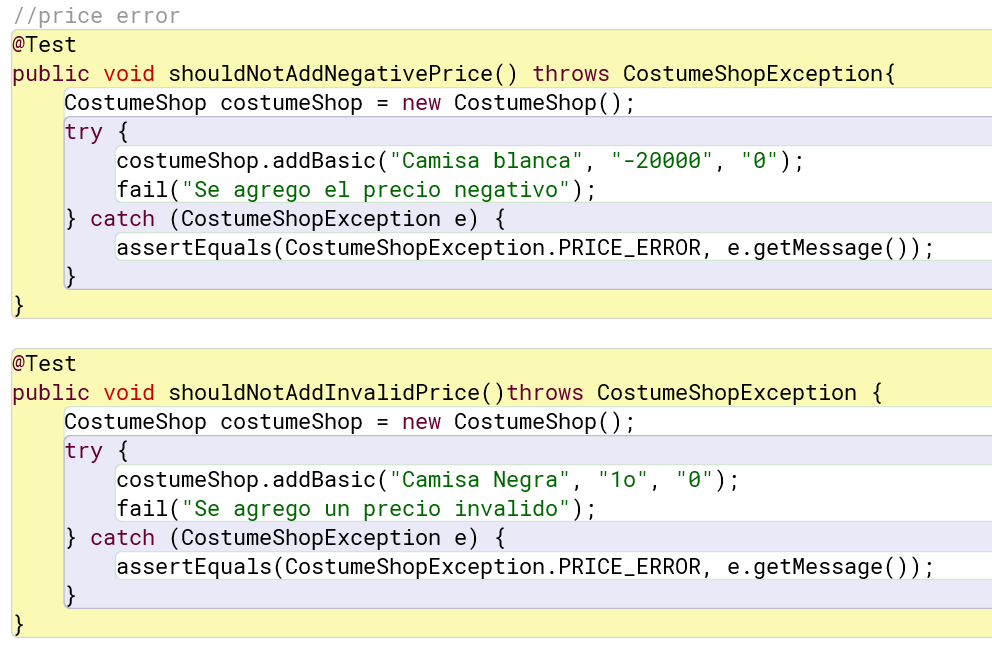 //price error
@Test
public void shouldNotAddNegativePrice() throws CostumeShopException{
CostumeShop costumeShop = new CostumeShop();
try {
costumeShop.addBasic("Camisa blanca", "-20000", "0");
fail("Se agrego el precio negativo");
} catch (CostumeShopException e) {
assertEquals(CostumeShopException.PRICE_ERROR, e.getMessage());
}
}
@Test
public void shouldNotAddInvalidPrice()throws CostumeShopException {
CostumeShop costumeShop = new CostumeShop();
try {
costumeShop.addBasic("Camisa Negra", "1o", "0");
fail("Se agrego un precio invalido");
} catch (CostumeShopException e) {
assertEquals(CostumeShopException.PRICE_ERROR, e.getMessage());
}
}